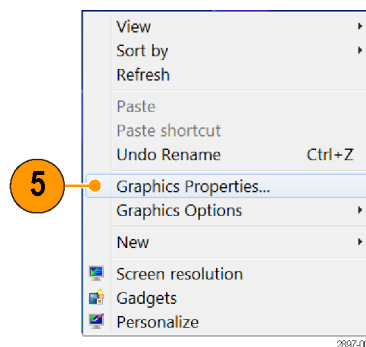 View
Sort by
Refresh
Paste
Paste shortcut
Undo Rename Ctrl+Z
5
Graphics Properties...
Graphics Options
New
Screen resolution
Gadgets
Personalize